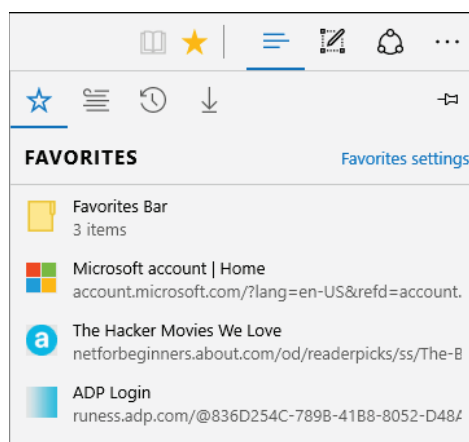 FAVORITES Favorites settings
Favorites Bar
3 items
Microsoft account | Home
account.microsoft.com/?lang=en-US&refd=account.
The Hacker Movies We Love
netforbeginners.about.com/od/readerpicks/ss/The-B
a
ADP Login
runess.adp.com/@836D254C-789B-41B8-8052-D48A